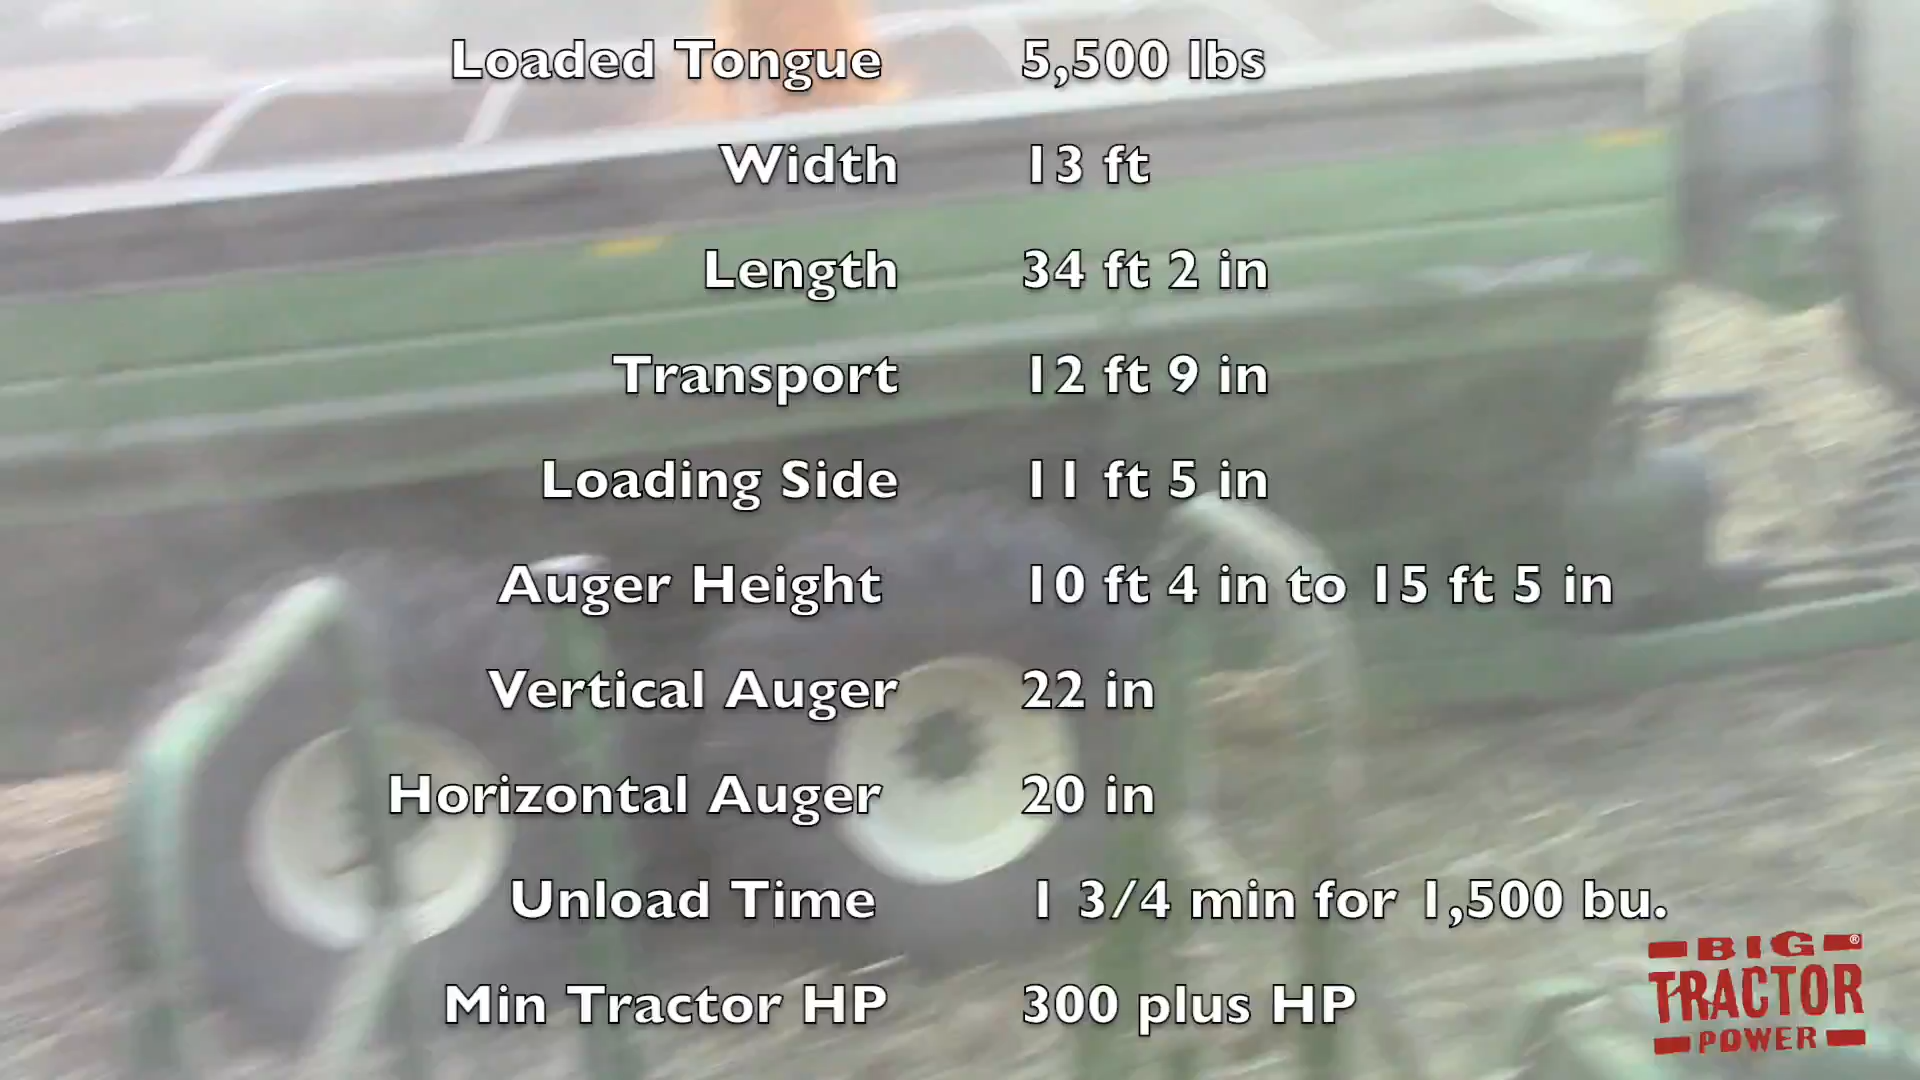 Loaded Tongue 5,500 lbs
Width 13 ft
Length 34 ft 2 in
Transport 12 ft 9 in
Loading Side 11 ft 5 in
Auger Height 10 ft 4 in to 15 ft 5 in
Vertical Auger 22 in
Horizontal Auger 20 in
Unload Time 1 3/4 min for 1,500 bu.
Min Tractor HP 300 plus HP
BIG®
TRACTOR
POWER